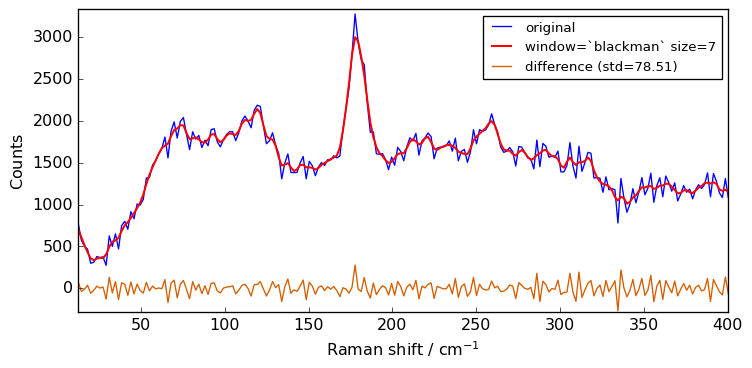 original
window=`blackman` size=7
difference (std=78.51)
Counts
3000
2500
2000
1500
1000
500
0
50 100 150 200 250 300 350 400
Raman shift / cm⁻¹